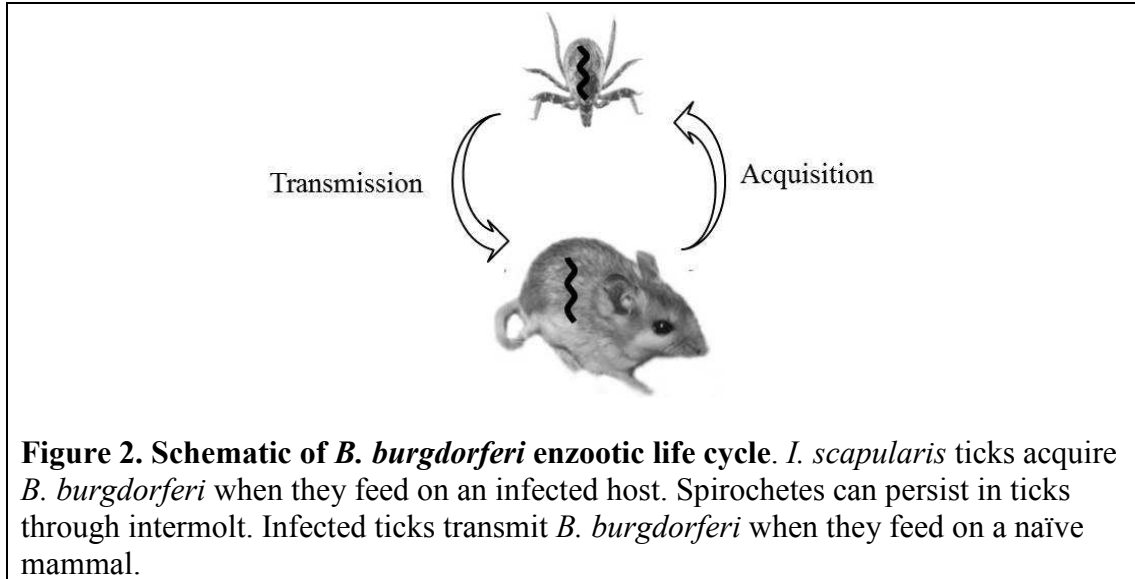 Transmission
Acquisition
Figure 2. Schematic of B. burgdorferi enzootic life cycle. I. scapularis ticks acquire
B. burgdorferi when they feed on an infected host. Spirochetes can persist in ticks
through intermolt. Infected ticks transmit B. burgdorferi when they feed on a naïve
mammal.